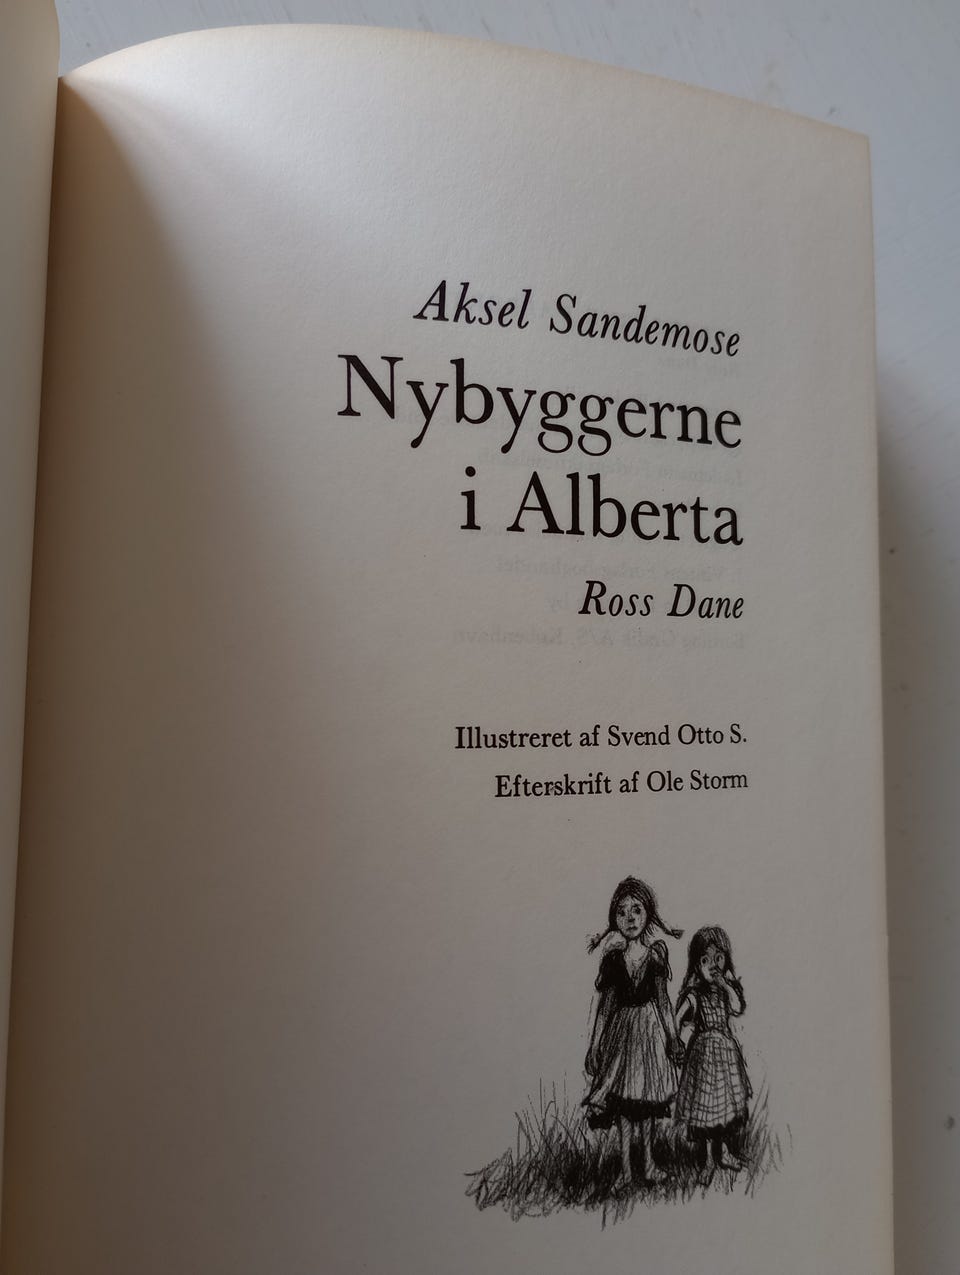 Aksel Sandemose
Nybyggerne
i Alberta
Ross Dane
Illustreret af Svend Otto S.
Efterskrift af Ole Storm